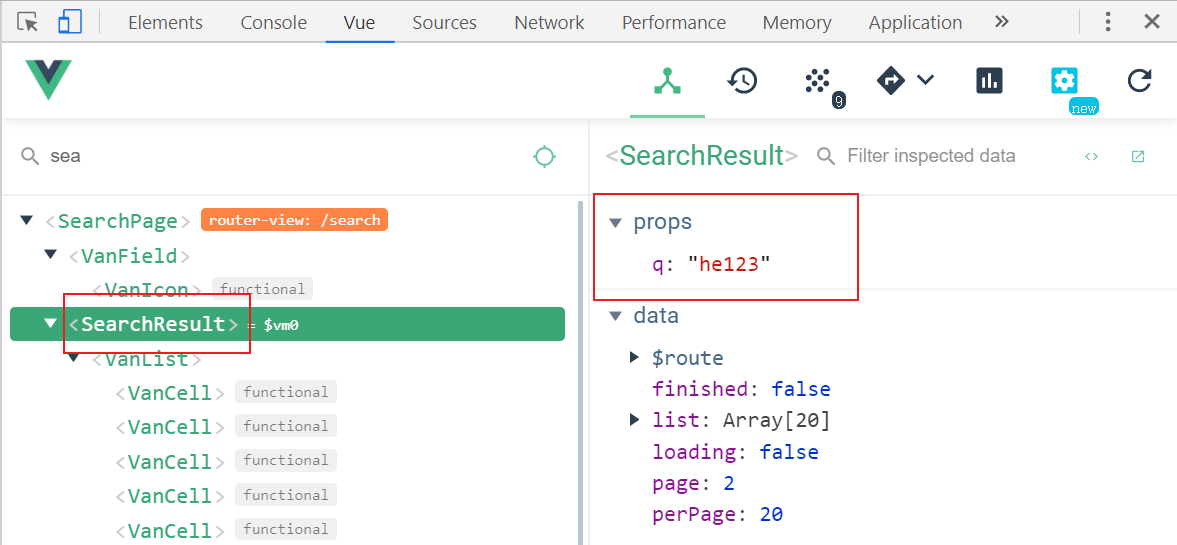 Elements Console Vue Sources Network Performance Memory Application »
9
new
sea
<SearchPage> router-view: /search
<VanField>
<VanIcon> functional
<SearchResult> = $vm0
<VanList>
<VanCell> functional
<VanCell> functional
<VanCell> functional
<VanCell> functional
<VanCell> functional
<SearchResult> Filter inspected data <>
props
q: "he123"
data
$route
finished: false
list: Array[20]
loading: false
page: 2
perPage: 20